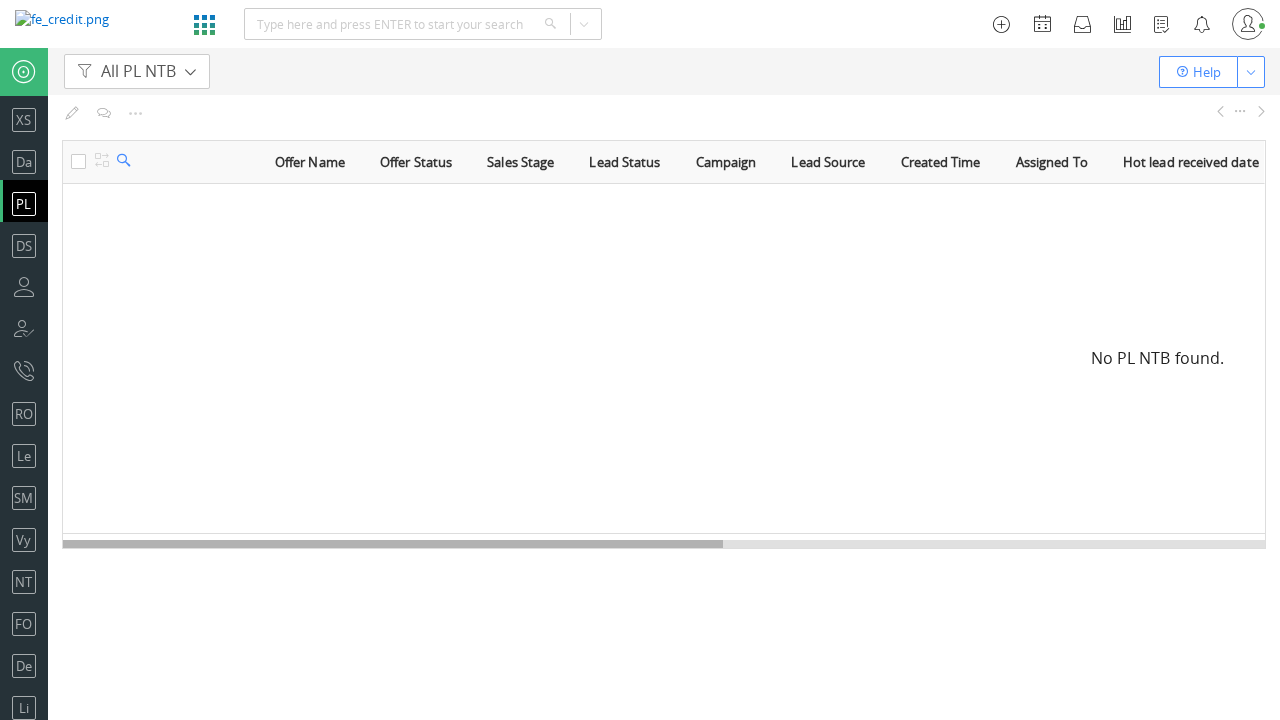 fe_credit.png
Type here and press ENTER to start your search
All PL NTB
Help
XS
Da
PL
DS
RO
Le
SM
Vy
NT
FO
De
Li
Offer Name Offer Status Sales Stage Lead Status Campaign Lead Source Created Time Assigned To Hot lead received date
No PL NTB found.